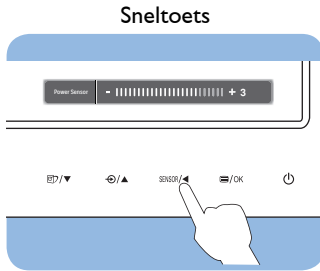 Sneltoets
Power Sensor - + 3
/▼ /▲ SENSOR/◀ /OK